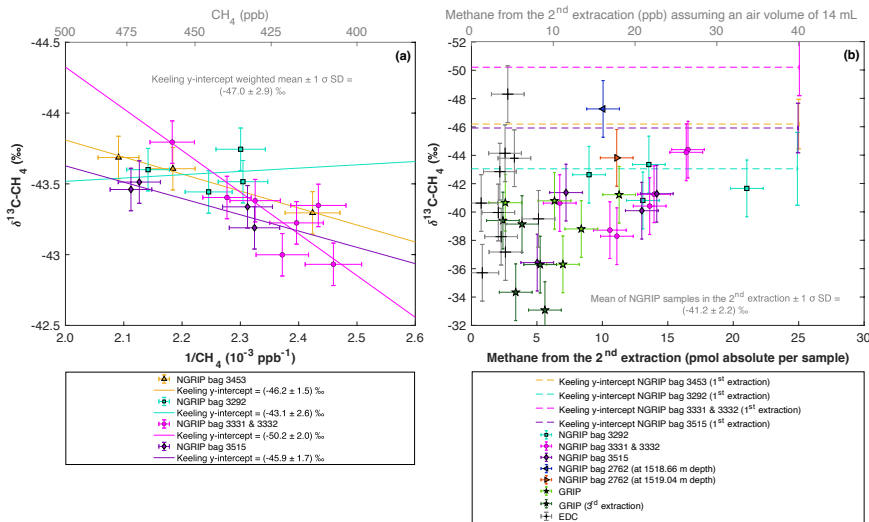 CH4 (ppb)
500
475
450
425
400
-44.5
-44
-43.5
-43
-42.5
δ13C-CH4 (‰)
(a)
Keeling y-intercept weighted mean ± 1 σ SD =
(-47.0 ± 2.9) ‰
2.0
2.1
2.2
2.3
2.4
2.5
2.6
1/CH4 (10-3 ppb-1)
NGRIP bag 3453
Keeling y-intercept = (-46.2 ± 1.5) ‰
NGRIP bag 3292
Keeling y-intercept = (-43.1 ± 2.6) ‰
NGRIP bag 3331 & 3332
Keeling y-intercept = (-50.2 ± 2.0) ‰
NGRIP bag 3515
Keeling y-intercept = (-45.9 ± 1.7) ‰
Methane from the 2nd extracation (ppb) assuming an air volume of 14 mL
0
10
20
30
40
-52
-50
-48
-46
-44
-42
-40
-38
-36
-34
-32
δ13C-CH4 (‰)
(b)
Mean of NGRIP samples in the 2nd extraction ± 1 σ SD =
(-41.2 ± 2.2) ‰
0
5
10
15
20
25
30
Methane from the 2nd extraction (pmol absolute per sample)
Keeling y-intercept NGRIP bag 3453 (1st extraction)
Keeling y-intercept NGRIP bag 3292 (1st extraction)
Keeling y-intercept NGRIP bag 3331 & 3332 (1st
extraction)
Keeling y-intercept NGRIP bag 3515 (1st extraction)
NGRIP bag 3292
NGRIP bag 3331 & 3332
NGRIP bag 3515
NGRIP bag 2762 (at 1518.66 m depth)
NGRIP bag 2762 (at 1519.04 m depth)
GRIP
GRIP (3rd extraction)
EDC